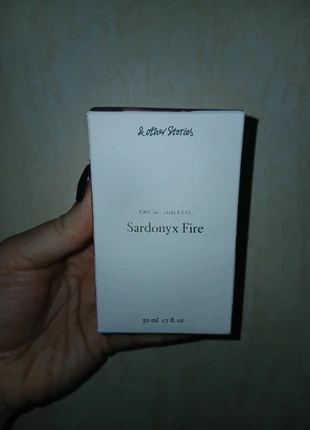 & other Stories
EAU DE TOILETTE
Sardonyx Fire
50 ml 1.7 fl. oz.